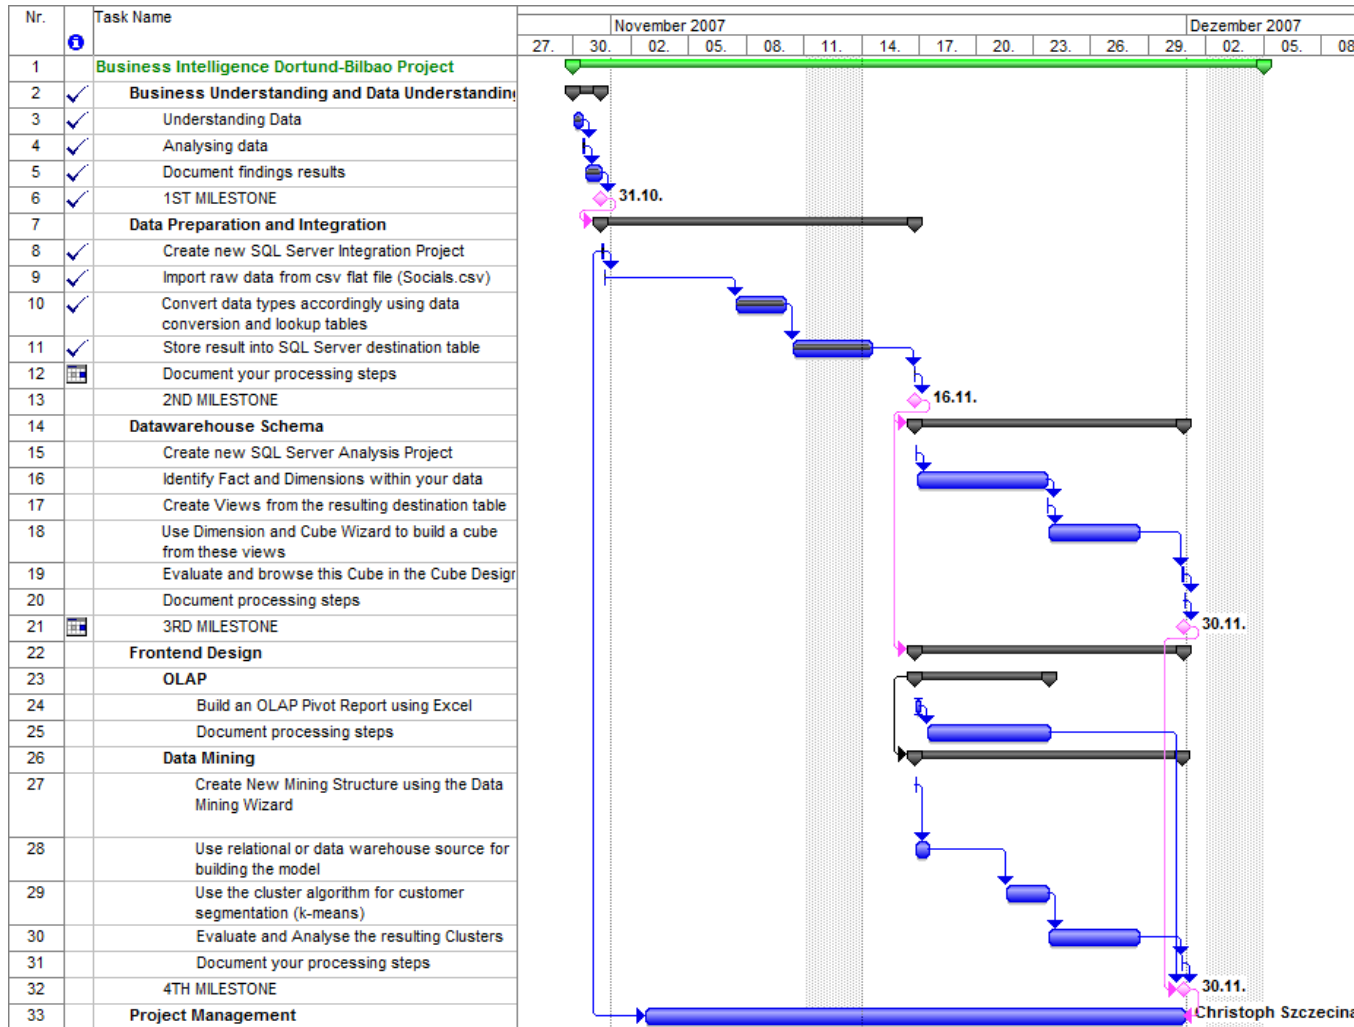 Nr. Task Name
November 2007 Dezember 2007
27. 30. 02. 05. 08. 11. 14. 17. 20. 23. 26. 29. 02. 05. 08
1 Business Intelligence Dortund-Bilbao Project
2 Business Understanding and Data Understanding
3 Understanding Data
4 Analysing data
5 Document findings results
6 1ST MILESTONE 31.10.
7 Data Preparation and Integration
8 Create new SQL Server Integration Project
9 Import raw data from csv flat file (Socials.csv)
10 Convert data types accordingly using data
conversion and lookup tables
11 Store result into SQL Server destination table
12 Document your processing steps
13 2ND MILESTONE 16.11.
14 Datawarehouse Schema
15 Create new SQL Server Analysis Project
16 Identify Fact and Dimensions within your data
17 Create Views from the resulting destination table
18 Use Dimension and Cube Wizard to build a cube
from these views
19 Evaluate and browse this Cube in the Cube Desigr
20 Document processing steps
21 3RD MILESTONE 30.11.
22 Frontend Design
23 OLAP
24 Build an OLAP Pivot Report using Excel
25 Document processing steps
26 Data Mining
27 Create New Mining Structure using the Data
Mining Wizard
28 Use relational or data warehouse source for
building the model
29 Use the cluster algorithm for customer
segmentation (k-means)
30 Evaluate and Analyse the resulting Clusters
31 Document your processing steps
32 4TH MILESTONE 30.11.
33 Project Management Christoph Szczecina